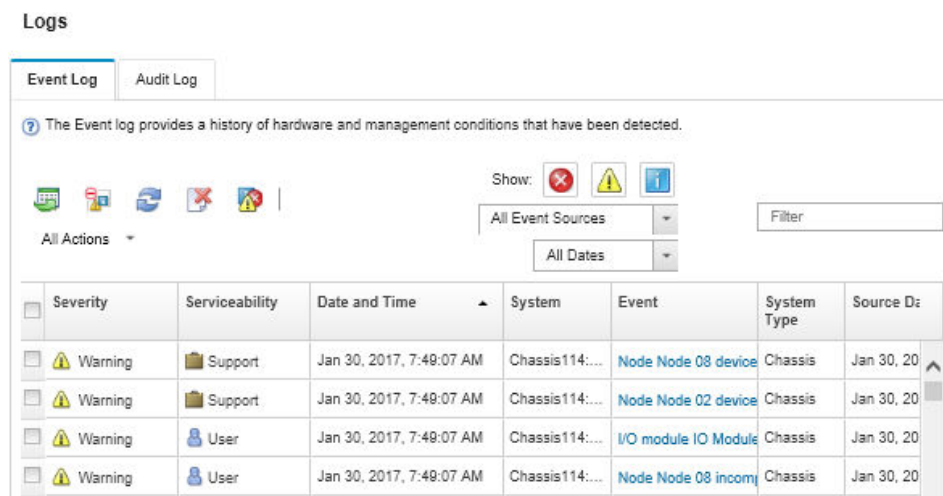 Logs
Event Log Audit Log
The Event log provides a history of hardware and management conditions that have been detected.
Show:
All Event Sources
Filter
All Actions
All Dates
Severity Serviceability Date and Time System Event System Type Source Da
Warning Support Jan 30, 2017, 7:49:07 AM Chassis114:... Node Node 08 device Chassis Jan 30, 20
Warning Support Jan 30, 2017, 7:49:07 AM Chassis114:... Node Node 02 device Chassis Jan 30, 20
Warning User Jan 30, 2017, 7:49:07 AM Chassis114:... I/O module IO Module Chassis Jan 30, 20
Warning User Jan 30, 2017, 7:49:07 AM Chassis114:... Node Node 08 incom Chassis Jan 30, 20